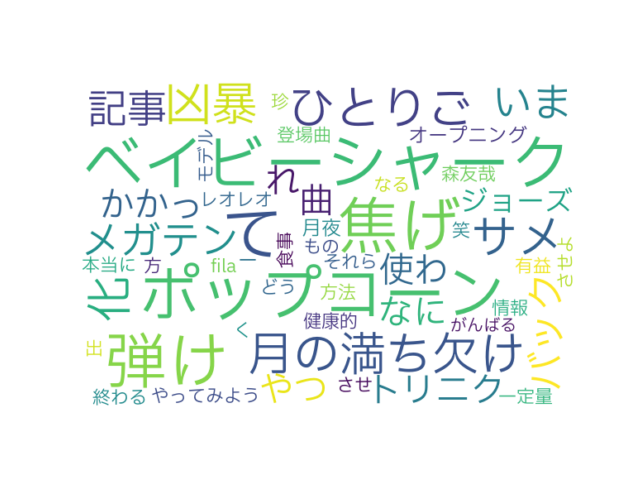 記事
凶暴
珍
ひとりご
いま
モデル
登場曲
オープニング
ベイビーシャーク
れ
なる
森友哉
かかっ
レオレオ
曲
焦げ
ジョーズ
メガテン
て
月夜
笑
サメ
本当に
方
fila
ー
食事
もの
それら
使わ
有益
させよ
化
ポップコーン
どう
方法
なに
情報
バック
弾け
く
健康的
がんばる
出
月の満ち欠け
終わる
やってみよう
やつ
させ
トリニク
一定量